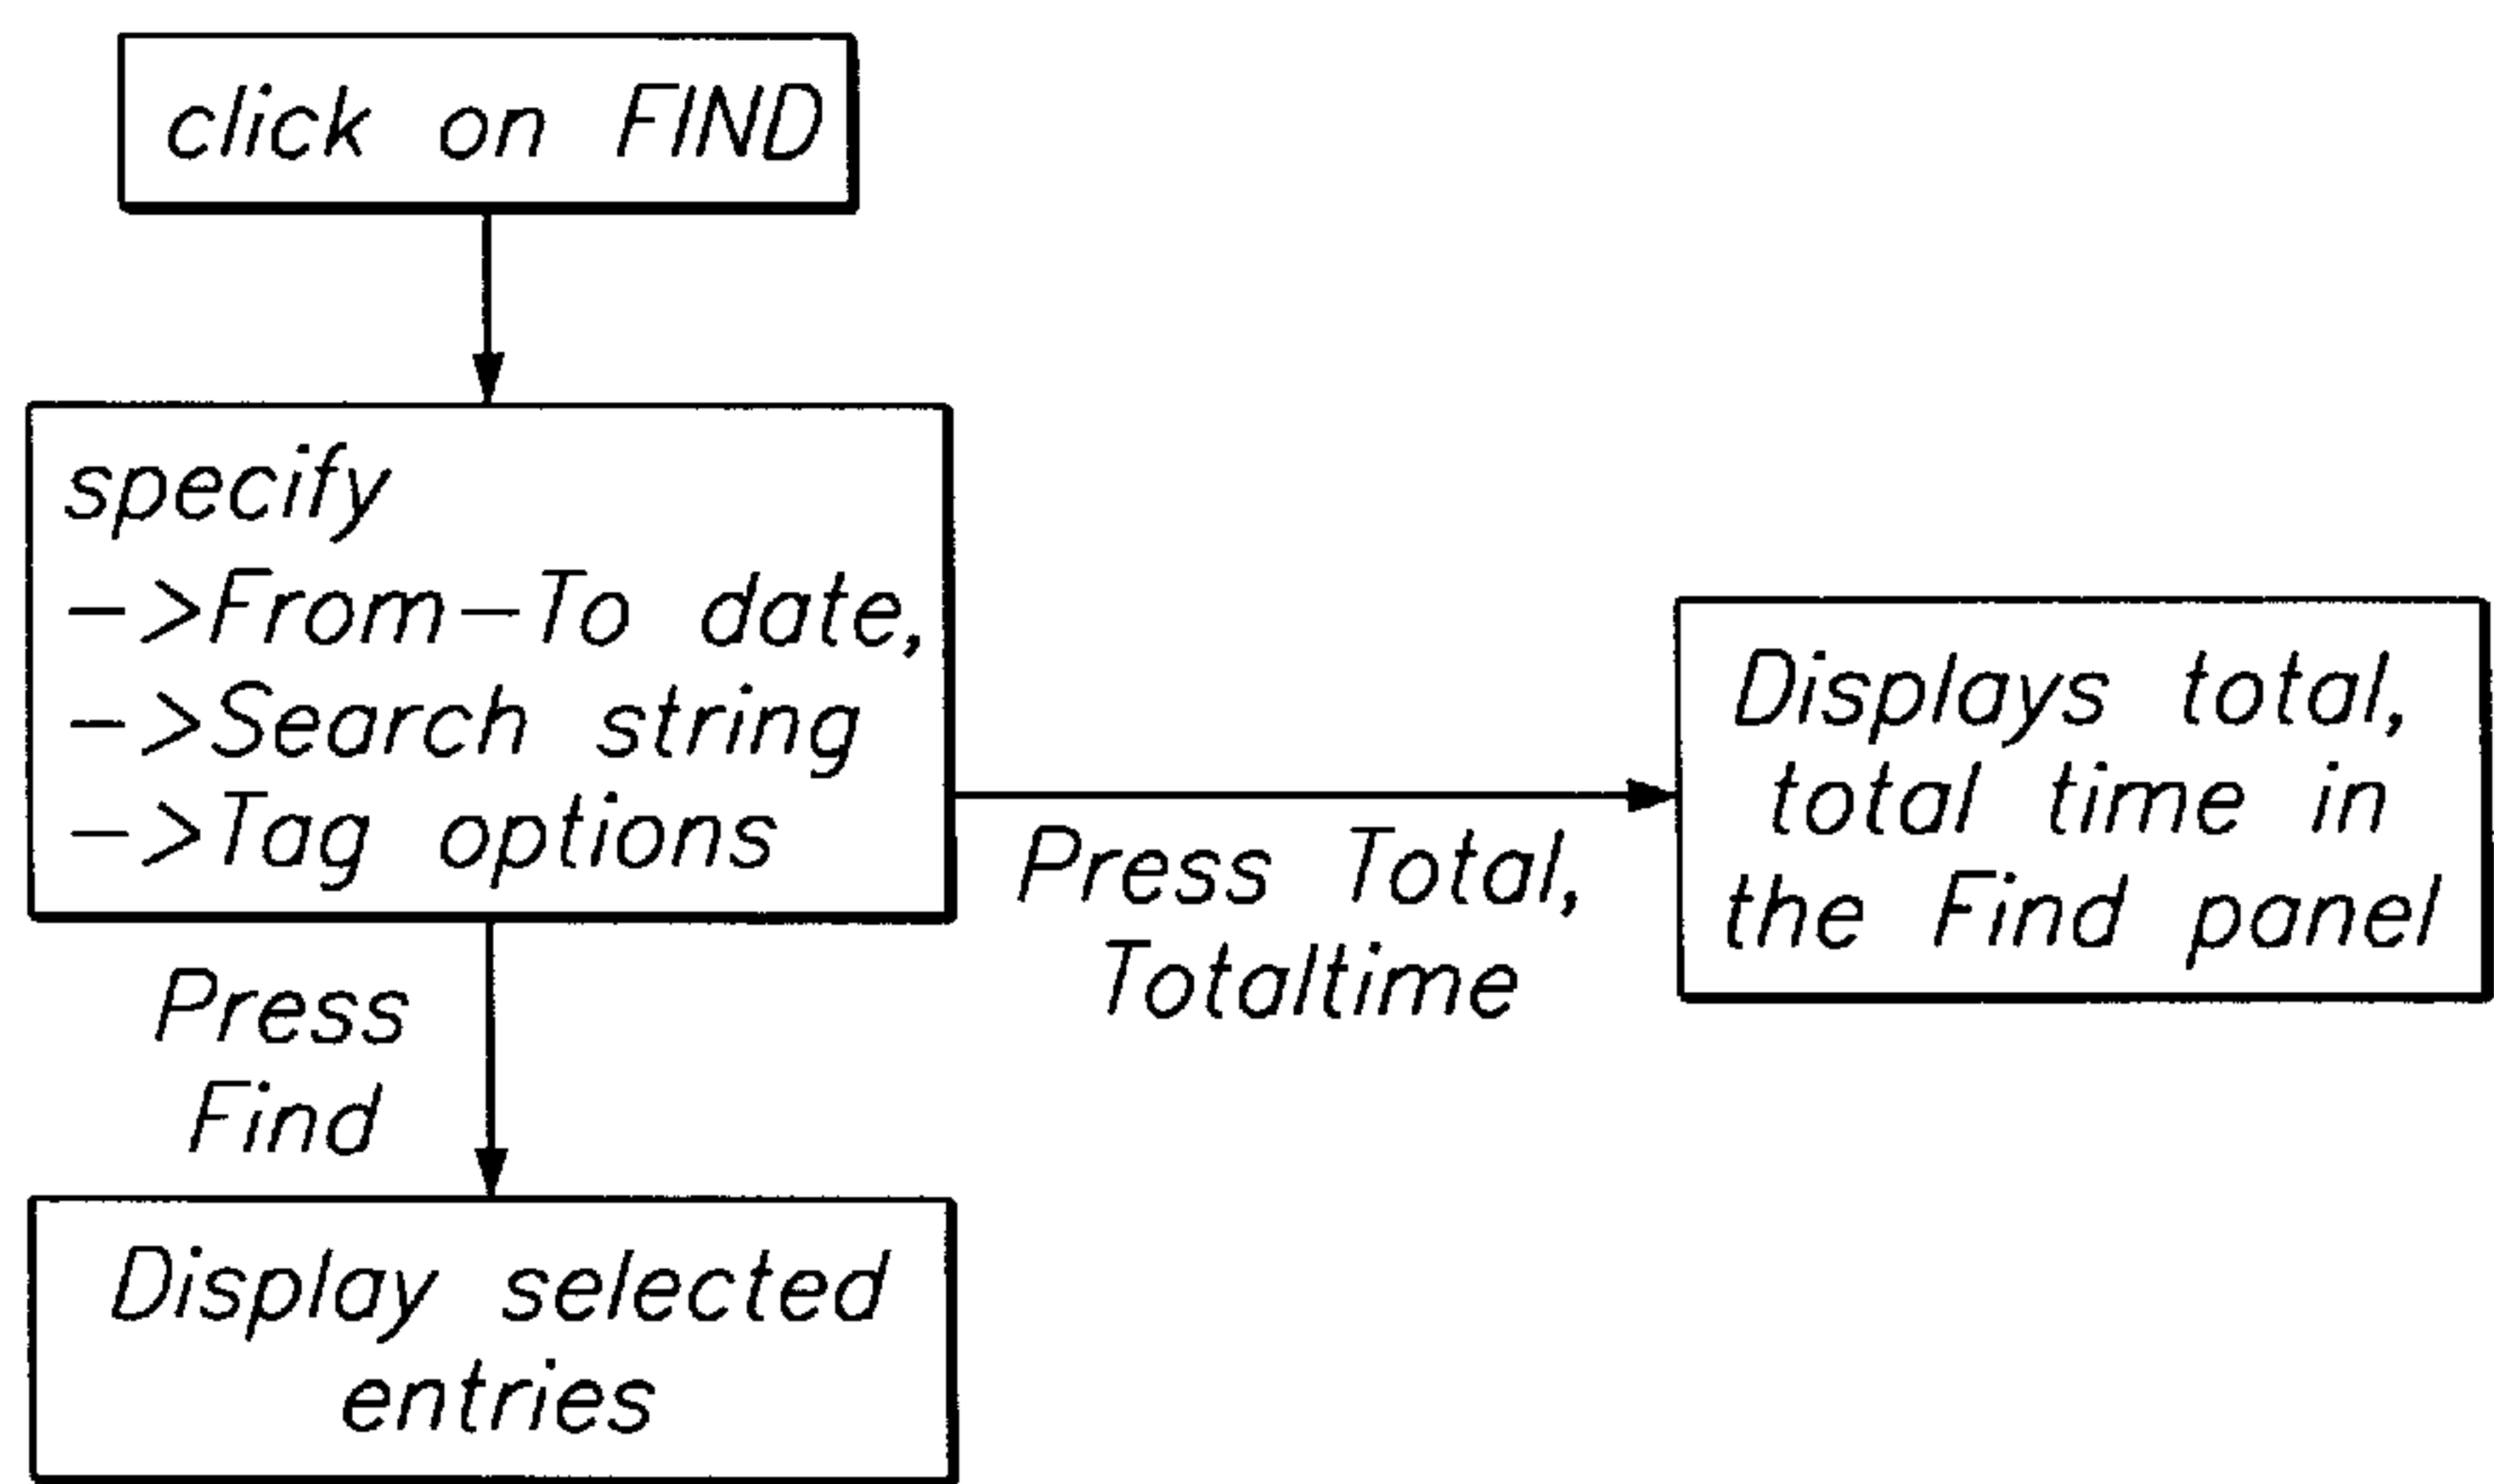 click on FIND
specify
->From-To date,
->Search string
->Tag options
Press Total,
Totaltime
Displays total,
total time in
the Find panel
Press
Find
Display selected
entries